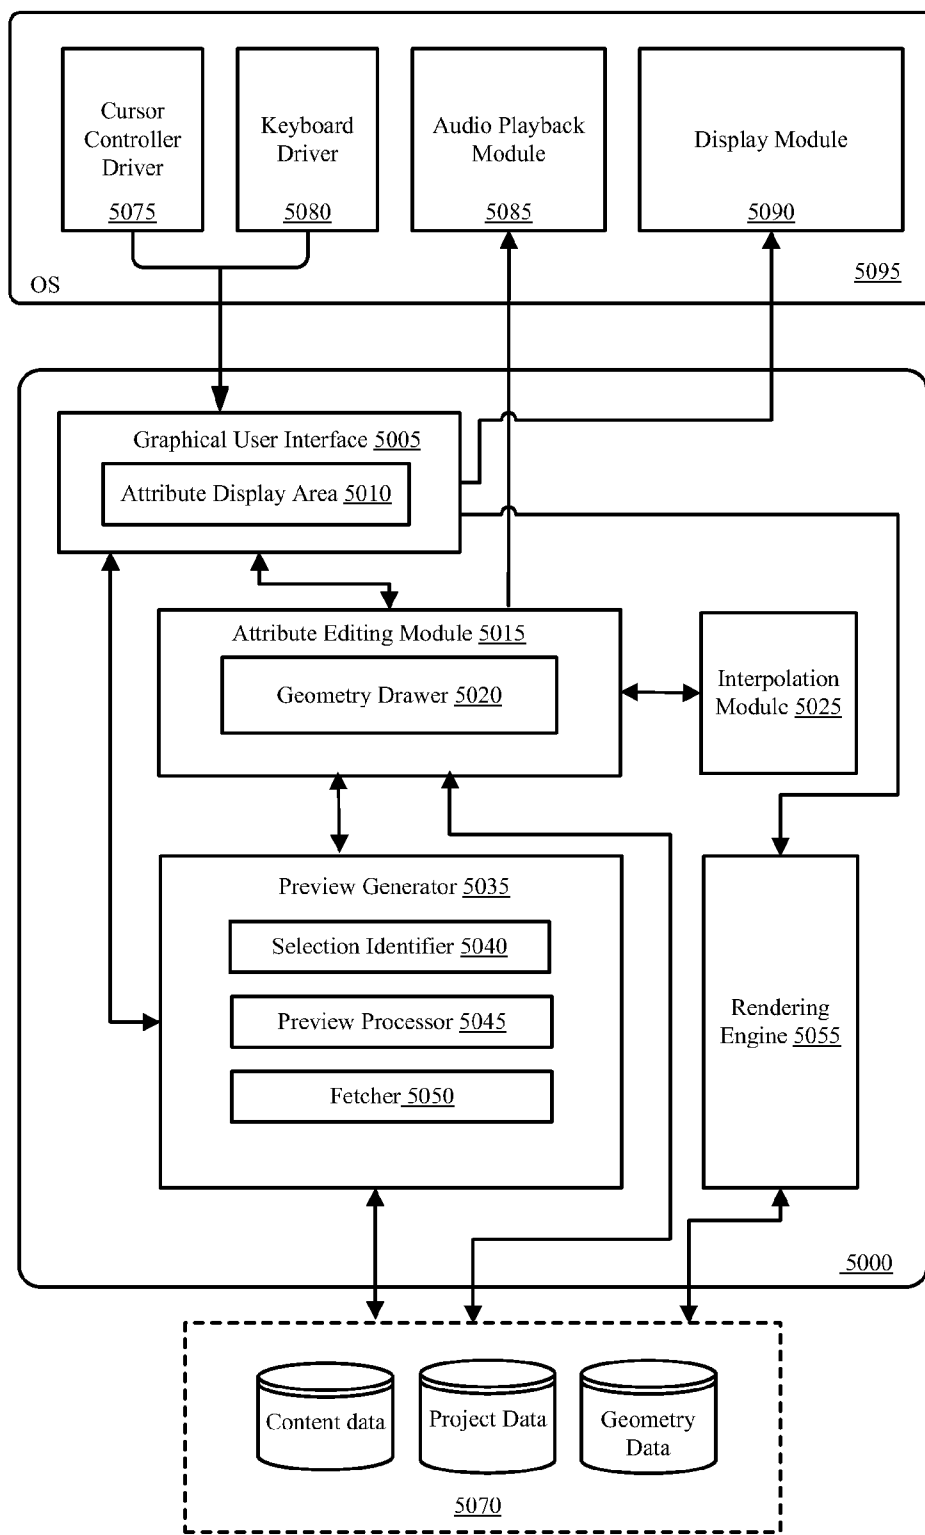 Cursor
Controller
Driver
5075
Keyboard
Driver
5080
Audio Playback
Module
5085
Display Module
5090
OS
5095
Graphical User Interface 5005
Attribute Display Area 5010
Attribute Editing Module 5015
Geometry Drawer 5020
Interpolation
Module 5025
Preview Generator 5035
Selection Identifier 5040
Preview Processor 5045
Fetcher 5050
Rendering
Engine 5055
5000
Content data
Project Data
Geometry
Data
5070